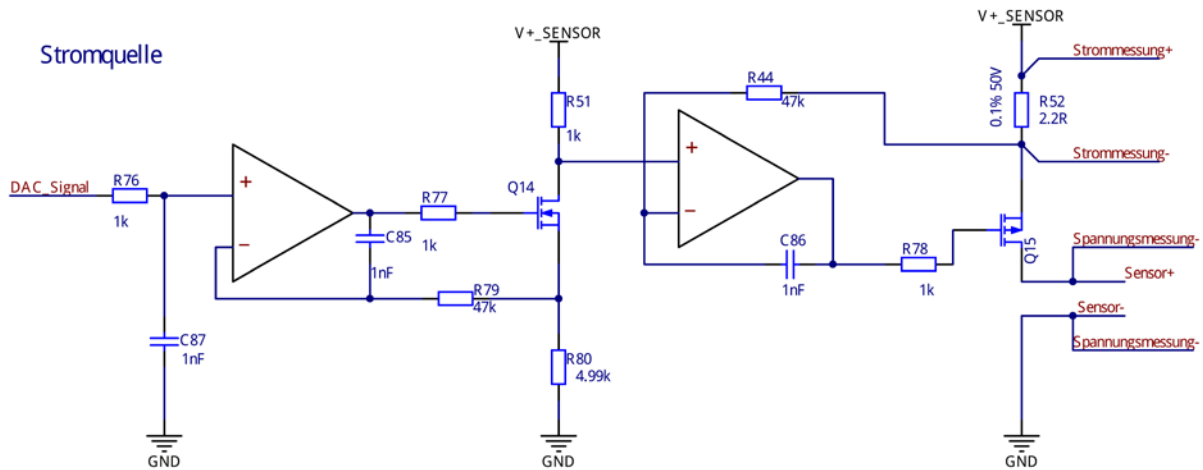 Stromquelle
V+_SENSOR
V+_SENSOR
Strommessung+
R44
47k
R51
1k
0.1% 50V
R52
2.2R
+
+
Strommessung-
DAC_Signal
R76
1k
+
R77
1k
Q14
−
−
C85
1nF
C86
1nF
R78
1k
Q15
Spannungsmessung-
Sensor+
R79
47k
Sensor-
C87
1nF
R80
4.99k
Spannungsmessung-
GND
GND
GND